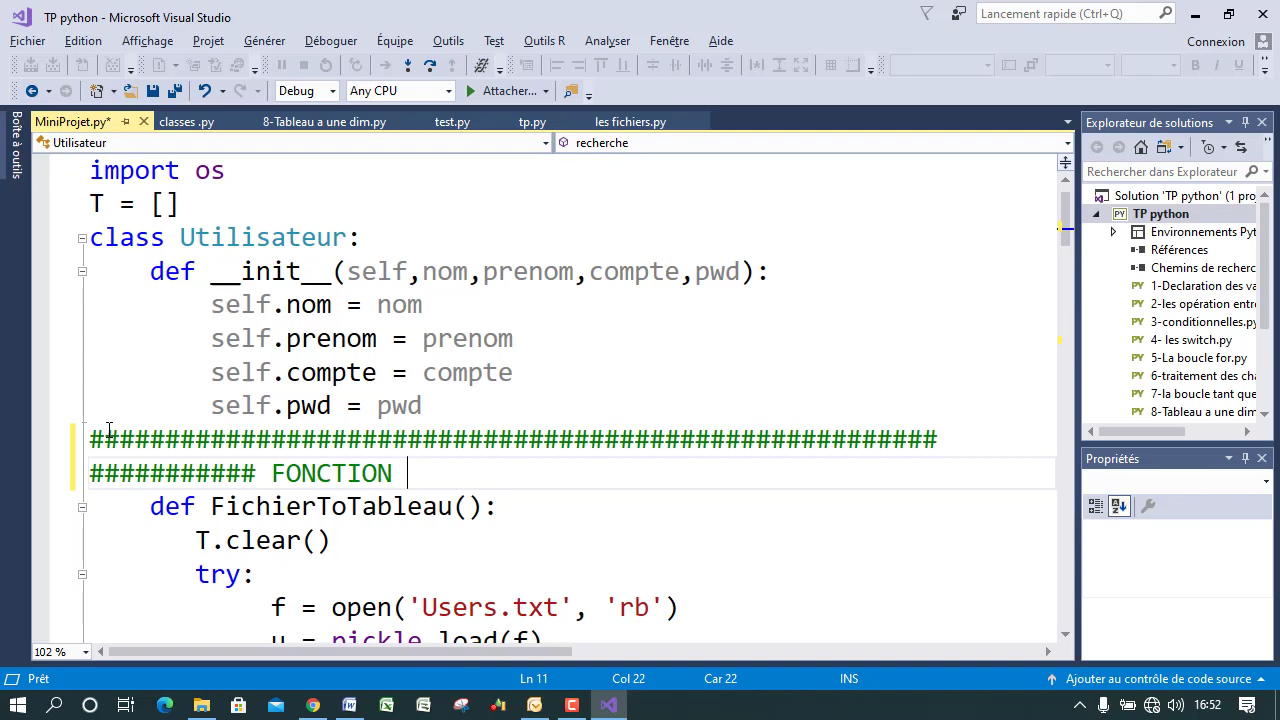 TP python - Microsoft Visual Studio
Lancement rapide (Ctrl+Q)
Fichier Edition Affichage Projet Générer Déboguer Équipe Outils Test Outils R Analyser Fenêtre Aide
Connexion
Debug Any CPU Attacher...
Boîte à outils
MiniProjet.py* classes .py 8-Tableau a une dim.py test.py tp.py les fichiers.py
Utilisateur recherche
import os
T = []
class Utilisateur:
def __init__(self,nom,prenom,compte,pwd):
self.nom = nom
self.prenom = prenom
self.compte = compte
self.pwd = pwd
########################################################
########### FONCTION
def FichierToTableau():
T.clear()
try:
f = open('Users.txt', 'rb')
u = pickle.load(f)
102 %
Explorateur de solutions
Rechercher dans Explorateur
Solution 'TP python' (1 pro
TP python
Environnements Pyt
Références
Chemins de recherc
1-Declaration des va
2-les opération entre
3-conditionnelles.py
4- les switch.py
5-La boucle for.py
6-traitement des cha
7-la boucle tant que
8-Tableau a une dim
Propriétés
Prêt Ln 11 Col 22 Car 22 INS Ajouter au contrôle de code source
16:52